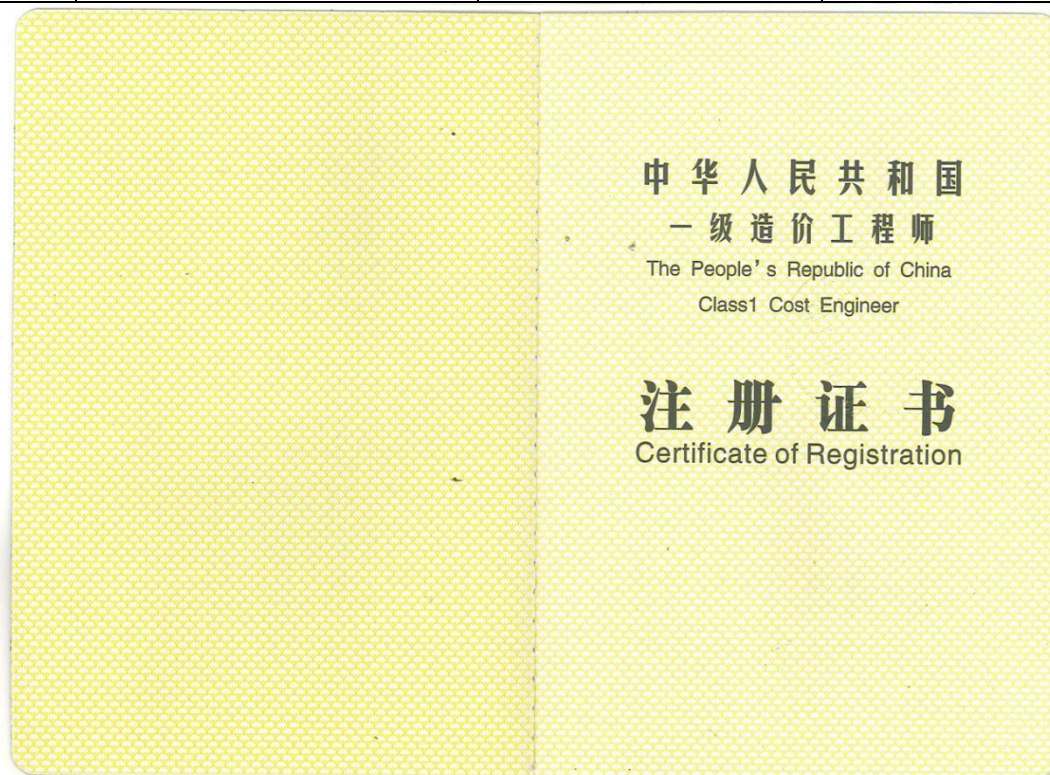 中华人民共和国
一级造价工程师
The People's Republic of China
Class1 Cost Engineer
注册证书
Certificate of Registration